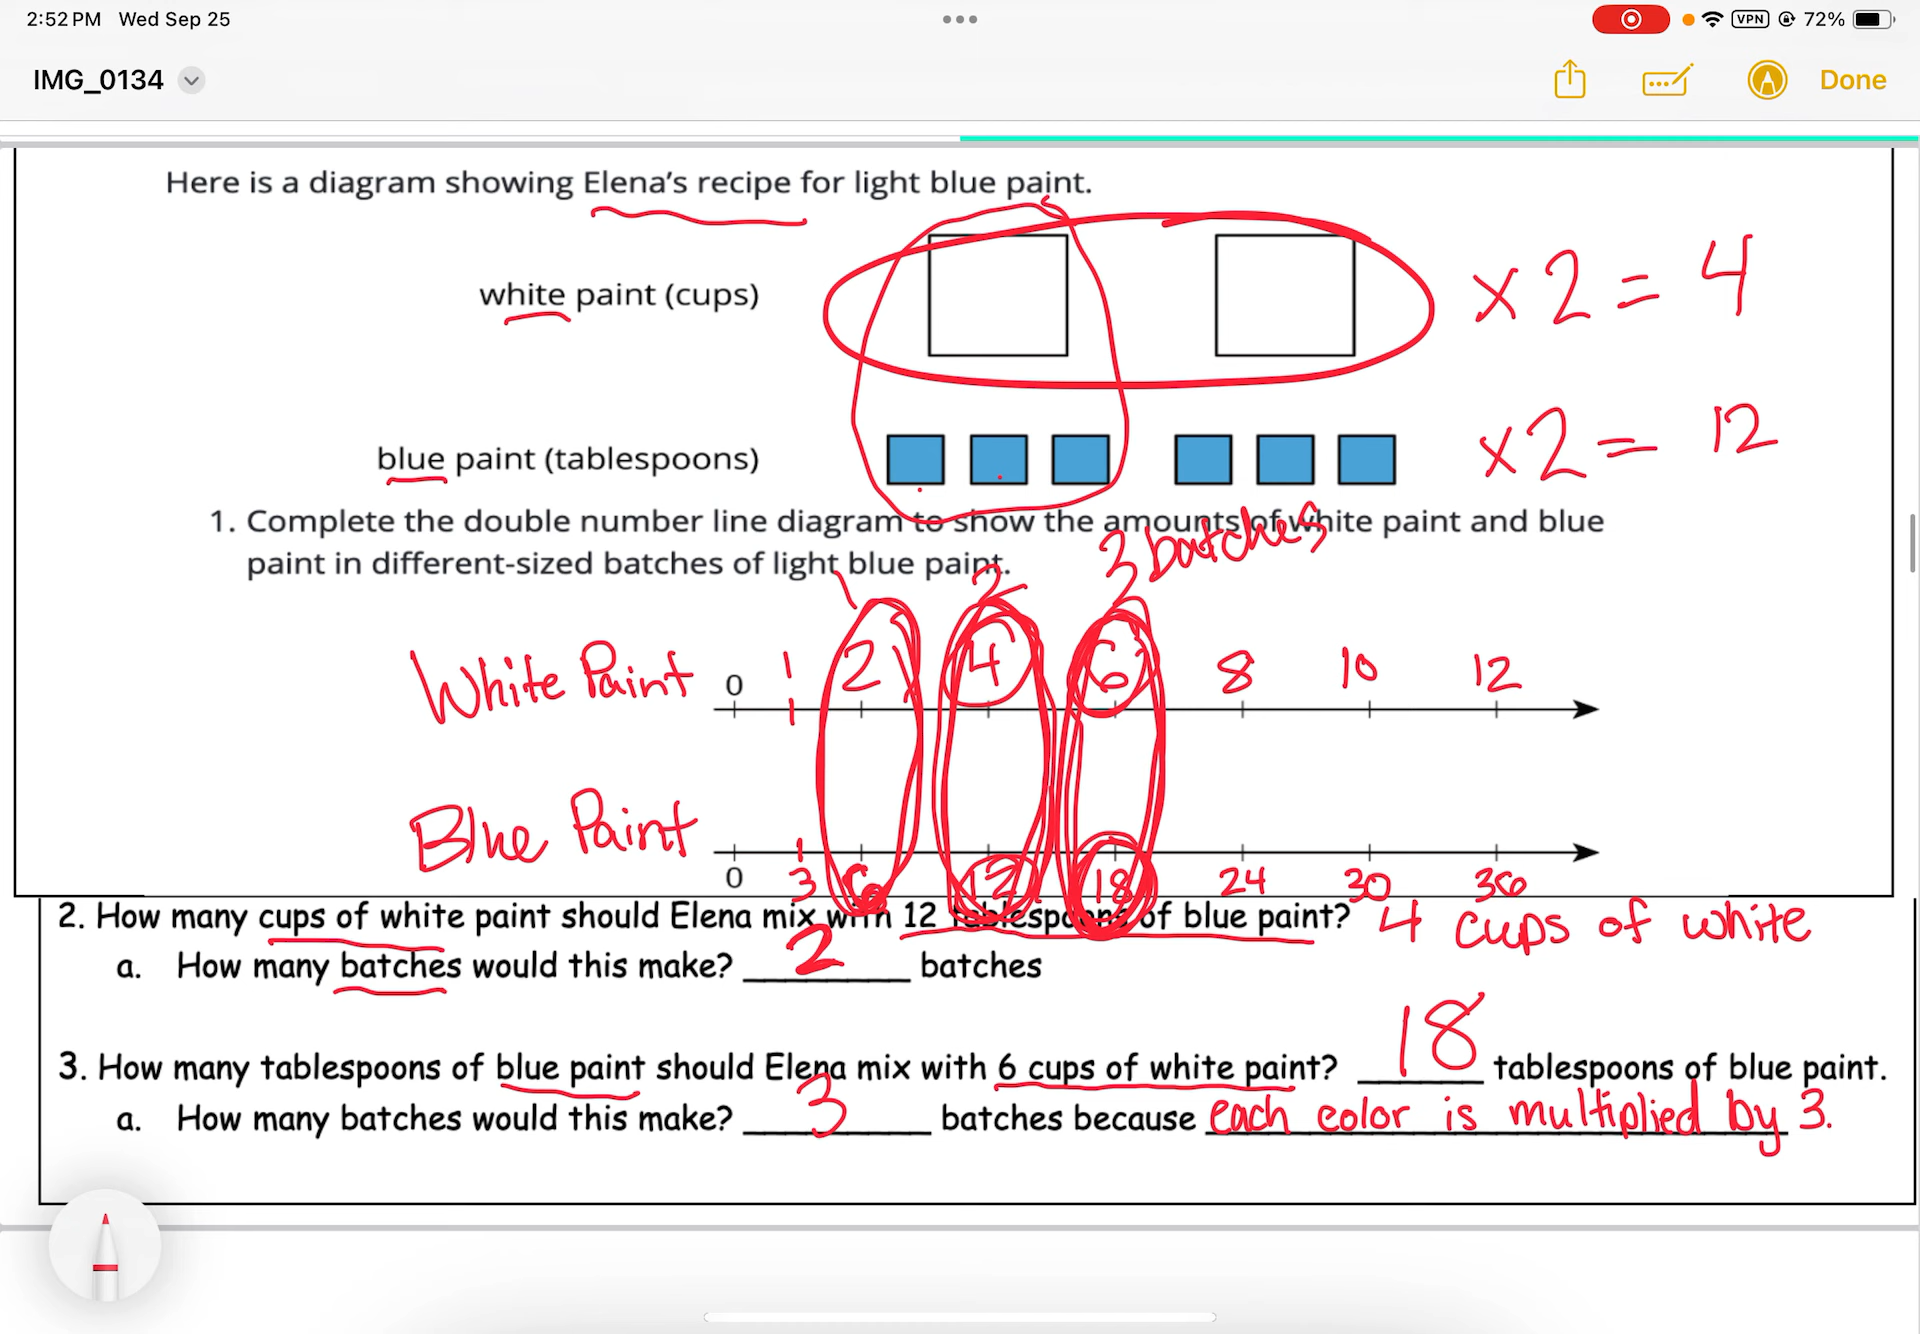 2:52 PM Wed Sep 25
VPN 72%
IMG_0134
Done
Here is a diagram showing Elena's recipe for light blue paint.
white paint (cups)
x 2 = 4
blue paint (tablespoons)
x 2 = 12
1. Complete the double number line diagram to show the amounts of white paint and blue
paint in different-sized batches of light blue paint.
1 2 3 batches
White Paint 0 1 2 4 6 8 10 12
Blue Paint
0 3 6 12 18 24 30 36
2. How many cups of white paint should Elena mix with 12 tablespoons of blue paint? 4 cups of white
a. How many batches would this make? 2 batches
3. How many tablespoons of blue paint should Elena mix with 6 cups of white paint? 18 tablespoons of blue paint.
a. How many batches would this make? 3 batches because each color is multiplied by 3.